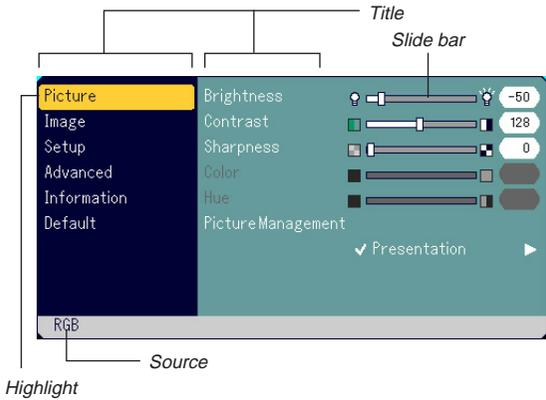 Title
Slide bar
Picture
Brightness
-50
Image
Contrast
128
Setup
Sharpness
0
Advanced
Color
Information
Hue
Default
Picture Management
Presentation
RGB
Source
Highlight